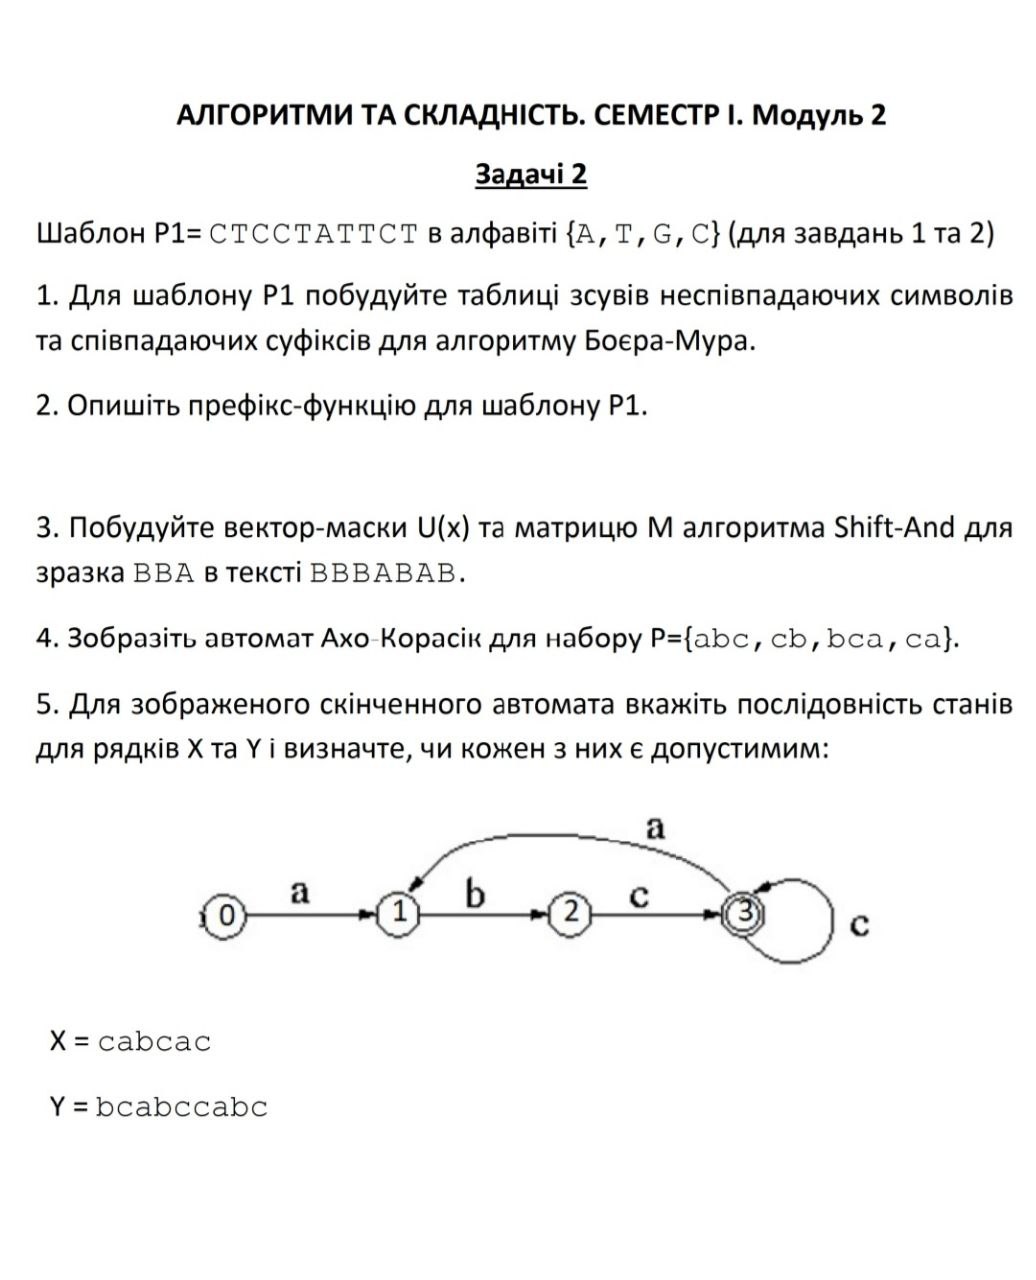 АЛГОРИТМИ ТА СКЛАДНІСТЬ. СЕМЕСТР І. Модуль 2
Задачі 2
Шаблон P1= CTCCTATTCT в алфавіті {A,T,G,C} (для завдань 1 та 2)
1. Для шаблону P1 побудуйте таблиці зсувів неспівпадаючих символів
та співпадаючих суфіксів для алгоритму Боєра-Мура.
2. Опишіть префікс-функцію для шаблону P1.
3. Побудуйте вектор-маски U(x) та матрицю M алгоритма Shift-And для
зразка BBA в тексті BBBABAB.
4. Зобразіть автомат Ахо-Корасік для набору P={abc,cb,bca,ca}.
5. Для зображеного скінченного автомата вкажіть послідовність станів
для рядків X та Y і визначте, чи кожен з них є допустимим:
a
a b c
0 1 2 3 c
X = cabcac
Y = bcabccabc